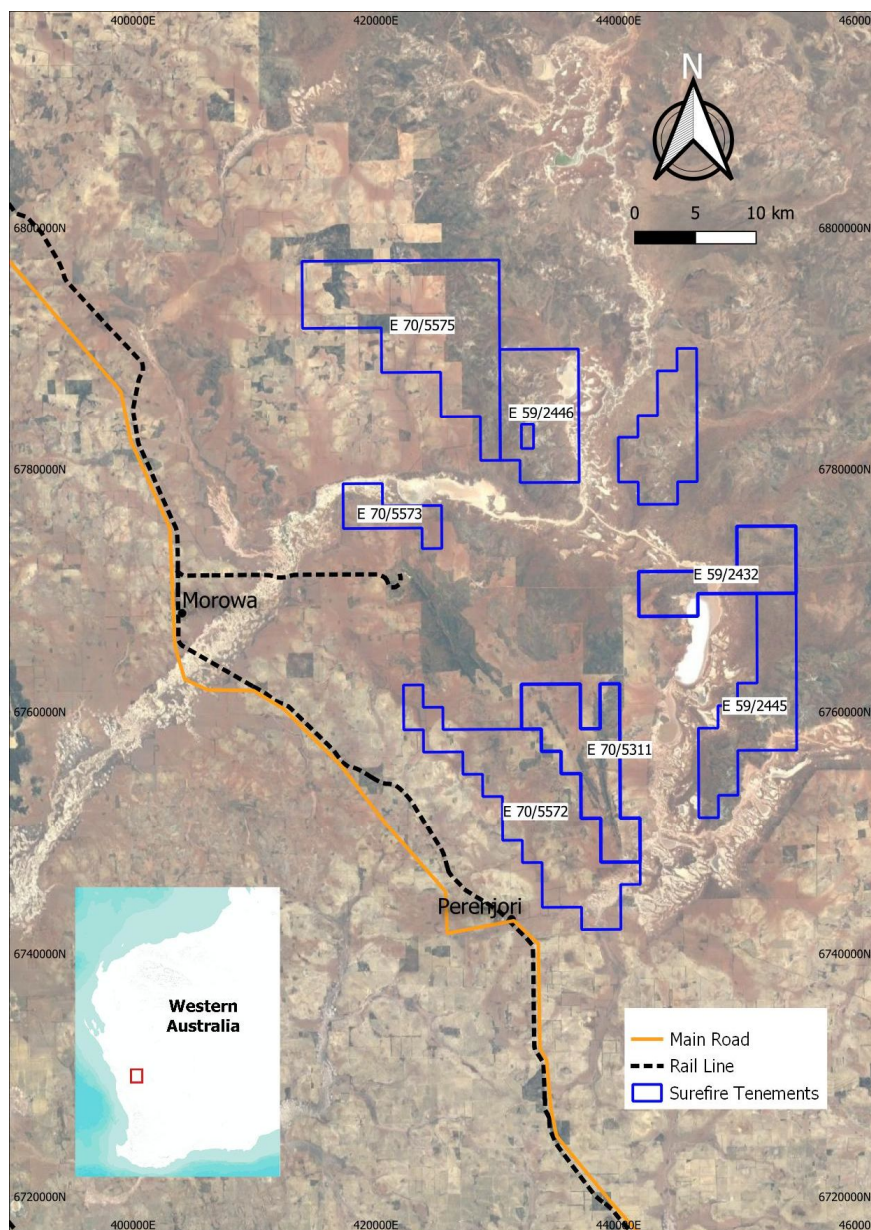 400000E
420000E
440000E
46000
N
0 5 10 km
6800000N
6800000N
E 70/5575
E 59/2446
6780000N
6780000N
E 70/5573
E 59/2432
Morowa
6760000N
6760000N
E 59/2445
E 70/5311
E 70/5572
Perenjori
6740000N
6740000N
Western
Australia
Main Road
Rail Line
Surefire Tenements
6720000N
6720000N
400000E
420000E
440000E
46000